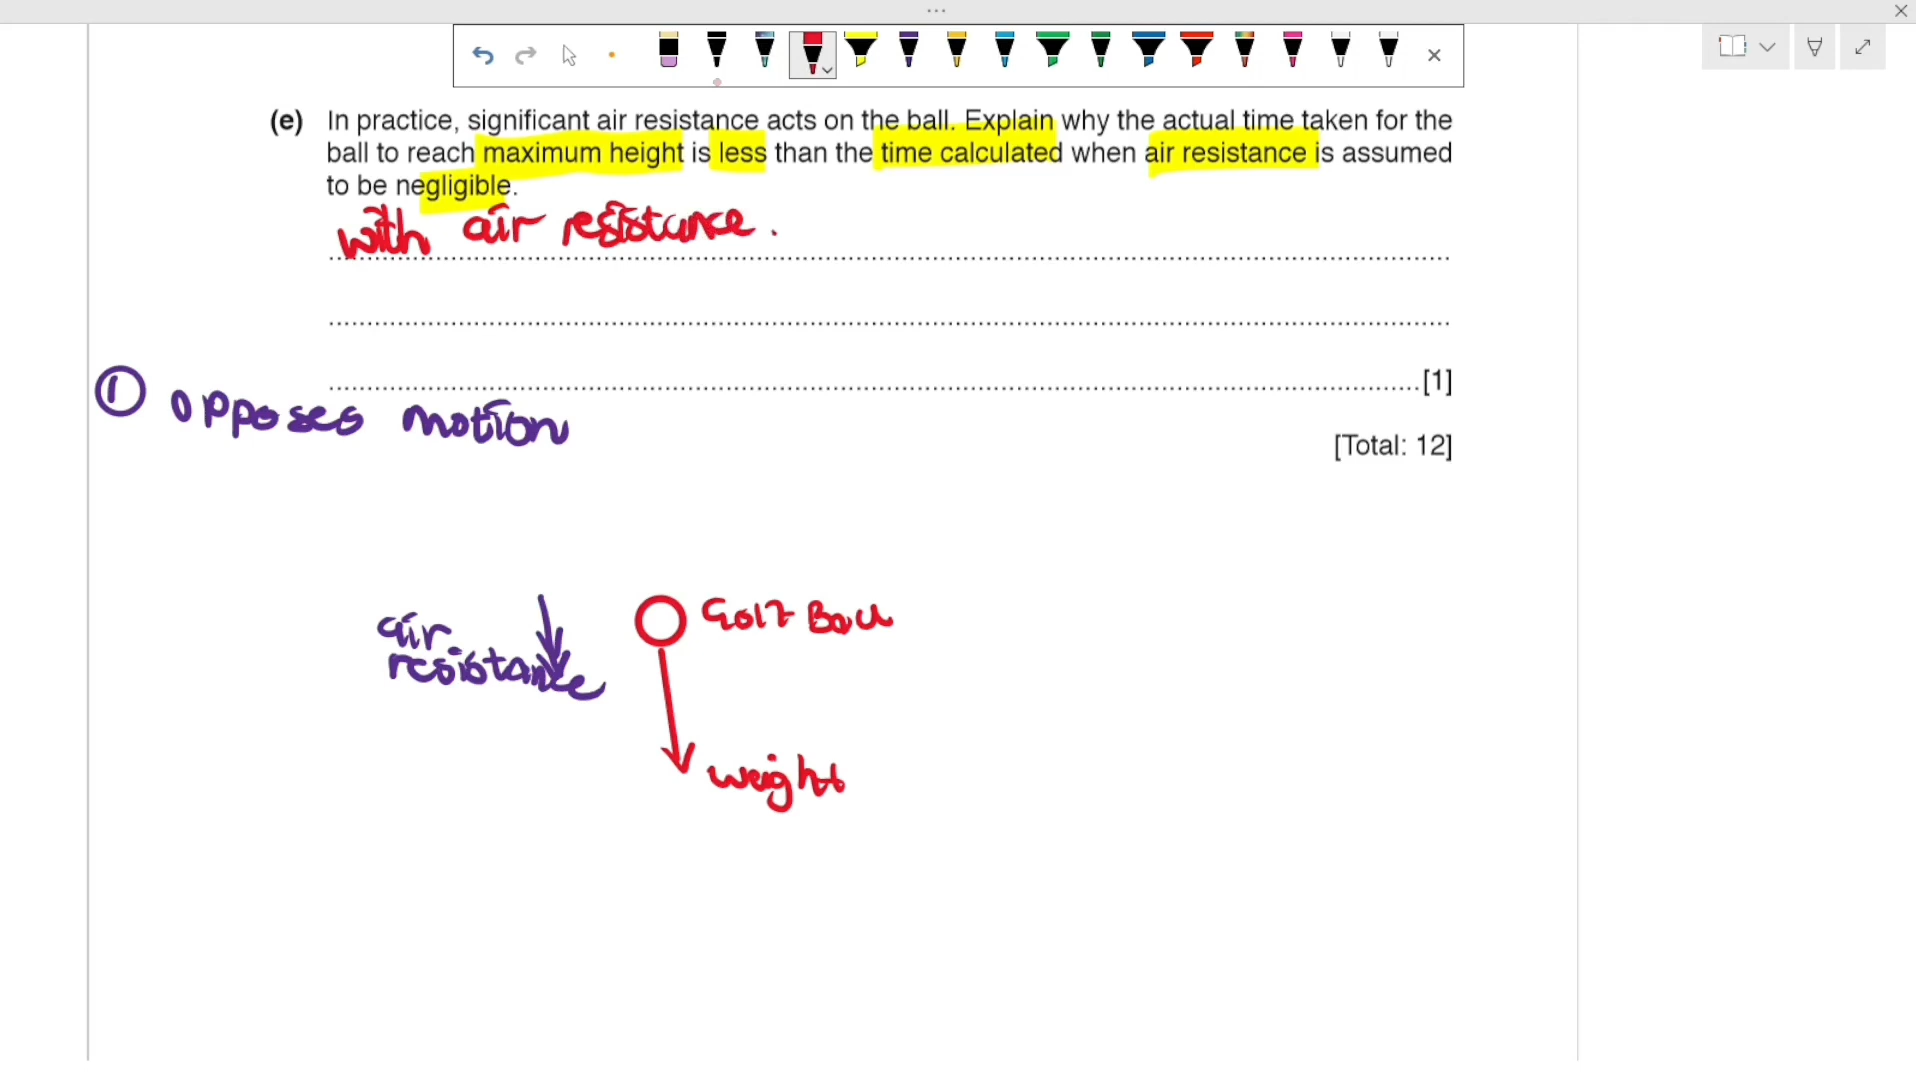 (e) In practice, significant air resistance acts on the ball. Explain why the actual time taken for the
ball to reach maximum height is less than the time calculated when air resistance is assumed
to be negligible.
with air resistance.
[1]
① opposes motion
[Total: 12]
air
resistance
Golf Ball
weight